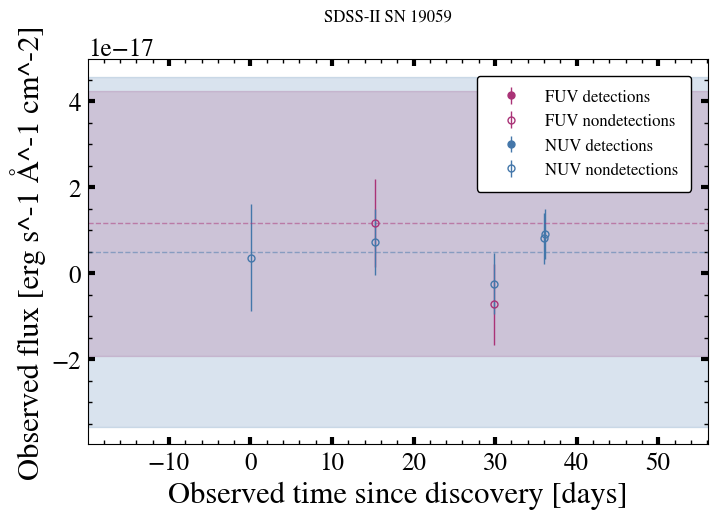 SDSS-II SN 19059
1e−17
Observed flux [erg s^-1 Å^-1 cm^-2]
4
2
0
−2
FUV detections
FUV nondetections
NUV detections
NUV nondetections
−10 0 10 20 30 40 50
Observed time since discovery [days]